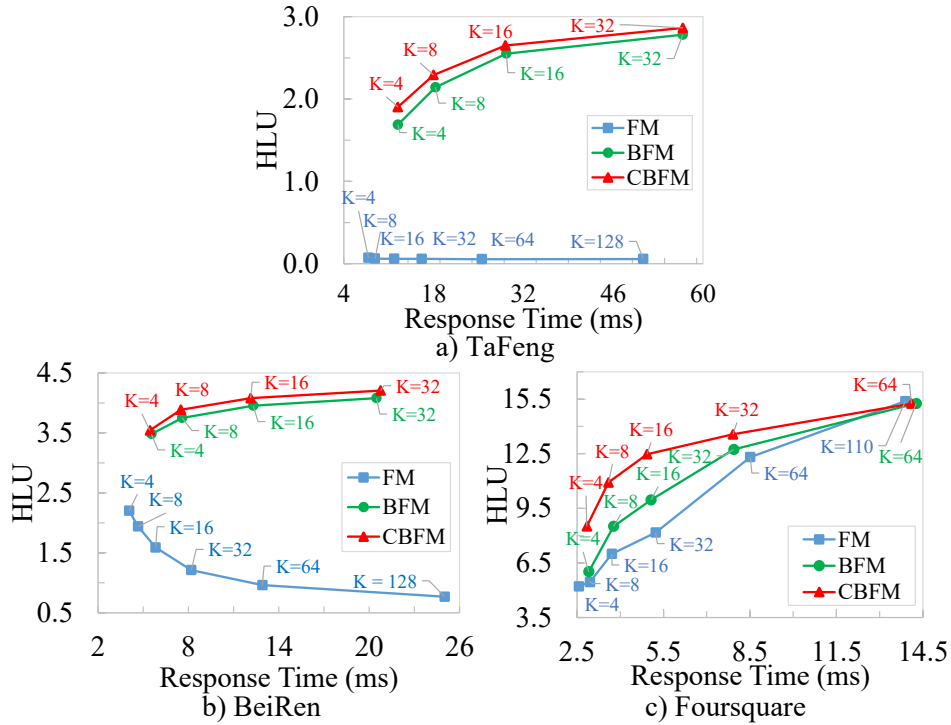 3.0
2.0
1.0
0.0
HLU
K=4
K=8
K=16
K=32
K=4
K=8
K=16
K=32
FM
BFM
CBFM
K=4
K=8
K=16
K=32
K=64
K=128
4
18
32
46
60
Response Time (ms)
a) TaFeng
4.5
3.5
2.5
1.5
0.5
HLU
K=4
K=8
K=16
K=32
K=4
K=8
K=16
K=32
FM
BFM
CBFM
K=4
K=8
K=16
K=32
K=64
K = 128
2
8
14
20
26
Response Time (ms)
b) BeiRen
15.5
12.5
9.5
6.5
3.5
HLU
K=4
K=8
K=16
K=32
K=64
K=4
K=8
K=16
K=32
K=64
K=4
K=8
K=16
K=32
K=64
K=110
FM
BFM
CBFM
2.5
5.5
8.5
11.5
14.5
Response Time (ms)
c) Foursquare